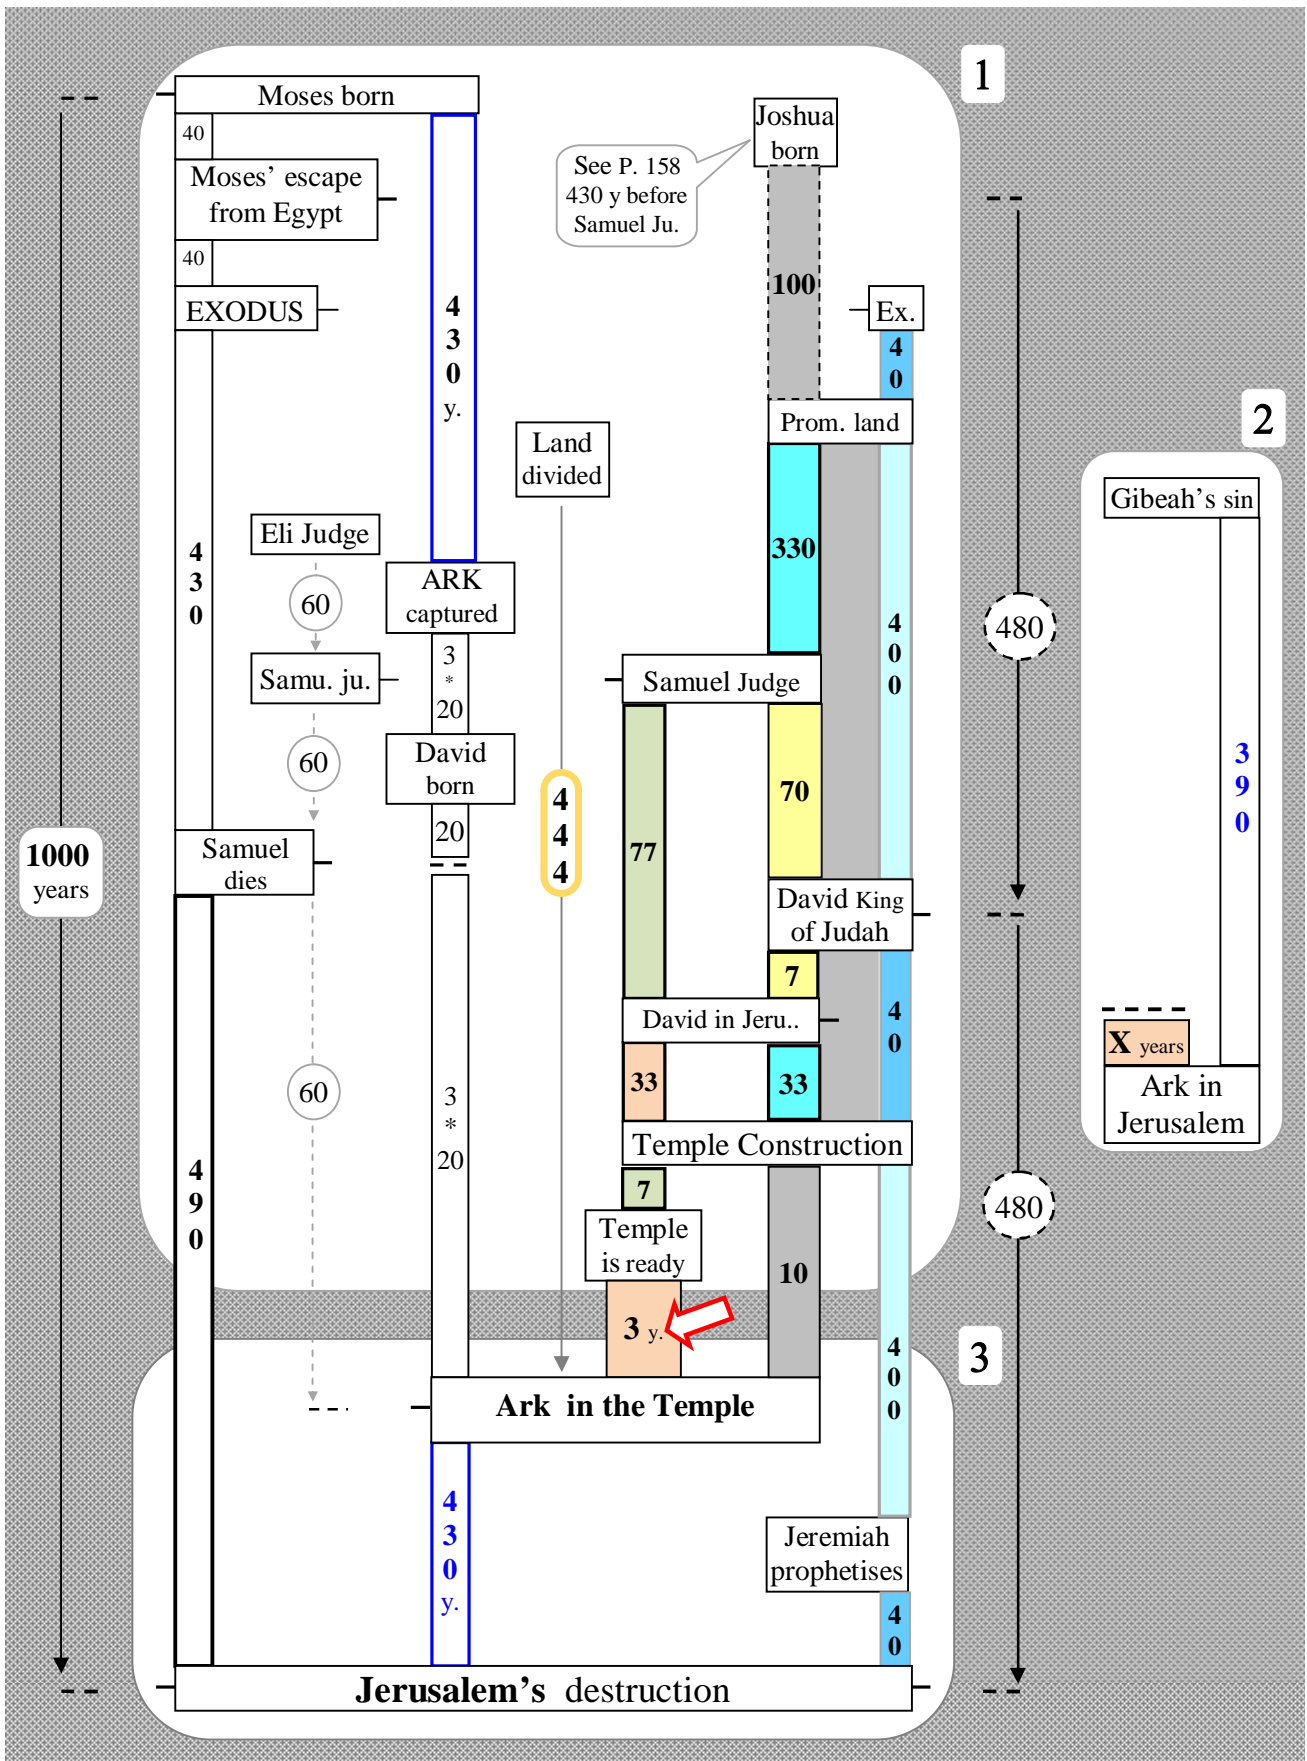 1
Moses born
Joshua
born
40
See P. 158
430 y before
Samuel Ju.
Moses' escape
from Egypt
40
100
EXODUS
Ex.
4
3
0
y.
4
0
Prom. land
2
Land
divided
Gibeah's sin
Eli Judge
330
4
3
0
ARK
captured
60
480
4
0
0
3
*
20
Samu. ju.
Samuel Judge
David
born
60
3
9
0
4
4
4
70
20
77
1000
years
Samuel
dies
David King
of Judah
7
David in Jeru..
4
0
X years
33
33
60
Ark in
Jerusalem
3
*
20
Temple Construction
4
9
0
7
480
Temple
is ready
10
3 y.
3
4
0
0
Ark in the Temple
4
3
0
y.
Jeremiah
prophetises
4
0
Jerusalem's destruction